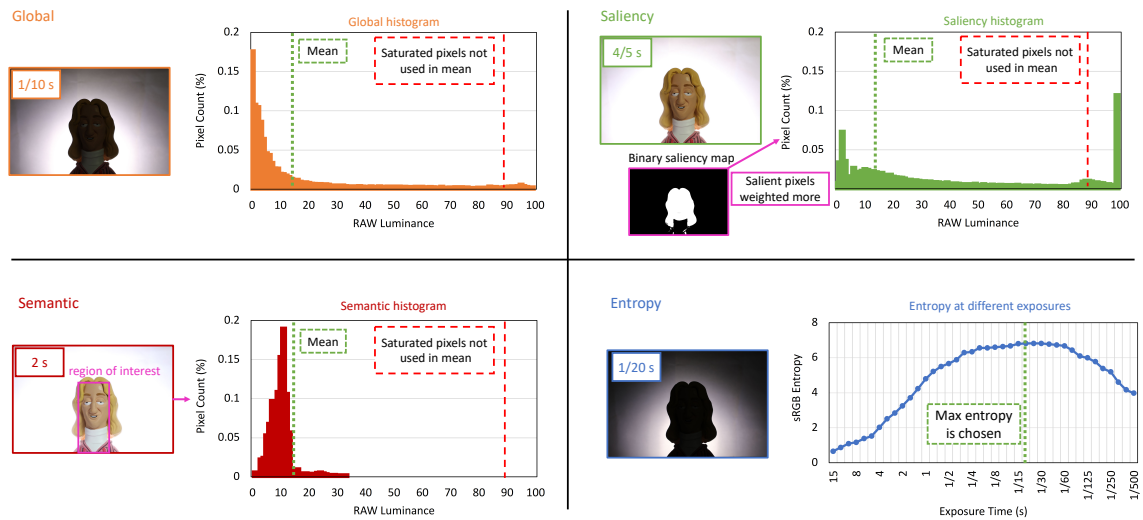 Global
Global histogram
1/10 s
Mean
Saturated pixels not
used in mean
Pixel Count (%)
0.2
0.15
0.1
0.05
0
0 10 20 30 40 50 60 70 80 90 100
RAW Luminance
Saliency
Saliency histogram
4/5 s
Binary saliency map
Salient pixels
weighted more
Mean
Saturated pixels not
used in mean
Pixel Count (%)
0.2
0.15
0.1
0.05
0
0 10 20 30 40 50 60 70 80 90 100
RAW Luminance
Semantic
Semantic histogram
2 s
region of interest
Mean
Saturated pixels not
used in mean
Pixel Count (%)
0.2
0.15
0.1
0.05
0
0 10 20 30 40 50 60 70 80 90 100
RAW Luminance
Entropy
Entropy at different exposures
1/20 s
Max entropy
is chosen
sRGB Entropy
8
6
4
2
0
15 8 4 2 1 1/2 1/4 1/8 1/15 1/30 1/60 1/125 1/250 1/500
Exposure Time (s)